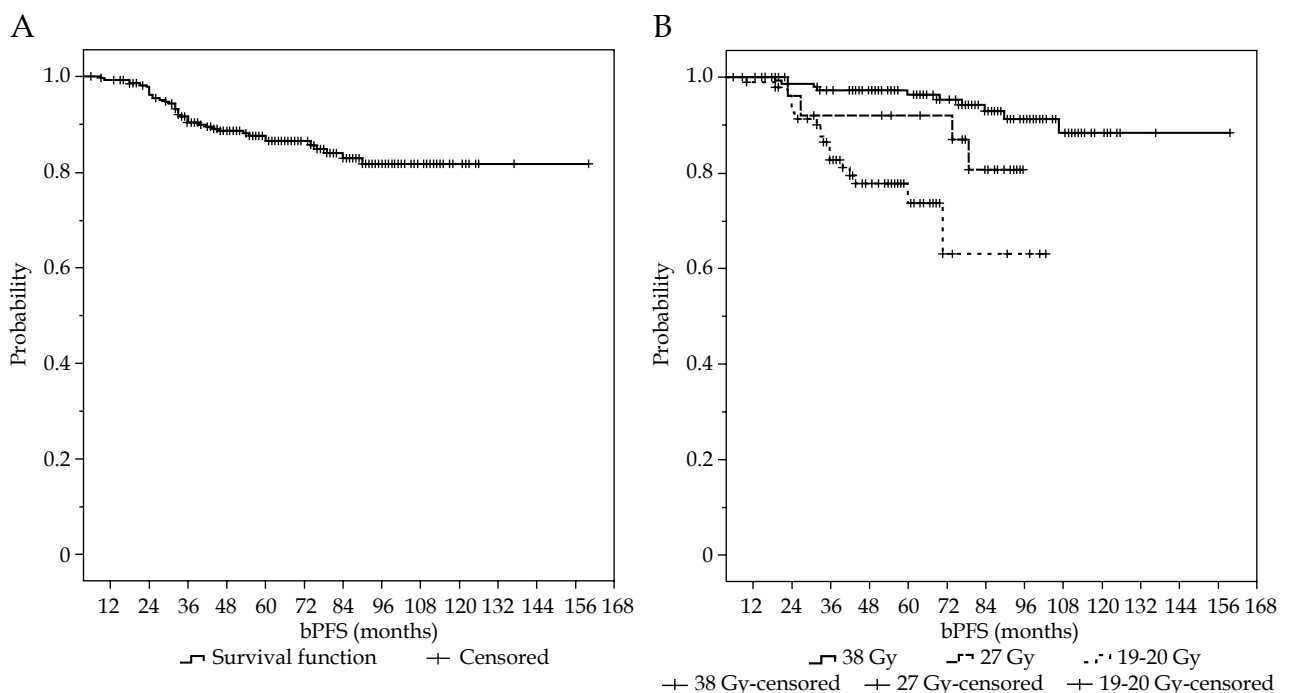 A
1.0
0.8
0.6
0.4
0.2
0
Probability
12 24 36 48 60 72 84 96 108 120 132 144 156 168
bPFS (months)
Survival function Censored
B
1.0
0.8
0.6
0.4
0.2
0
Probability
12 24 36 48 60 72 84 96 108 120 132 144 156 168
bPFS (months)
38 Gy 27 Gy 19-20 Gy
38 Gy-censored 27 Gy-censored 19-20 Gy-censored